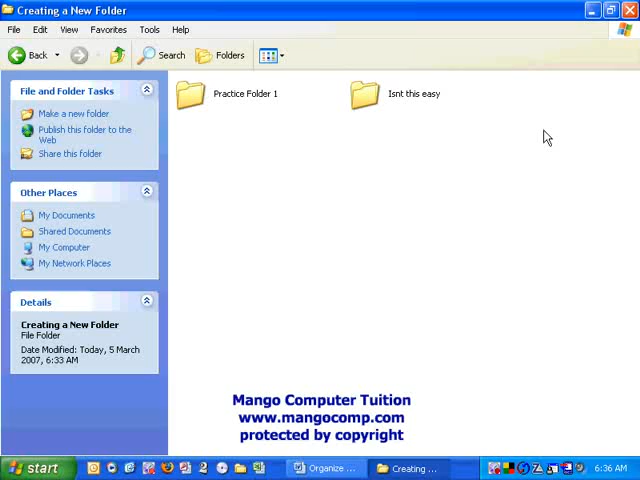 Creating a New Folder
File Edit View Favorites Tools Help
Back Search Folders
File and Folder Tasks
Make a new folder
Publish this folder to the
Web
Share this folder
Other Places
My Documents
Shared Documents
My Computer
My Network Places
Details
Creating a New Folder
File Folder
Date Modified: Today, 5 March
2007, 6:33 AM
Practice Folder 1 Isnt this easy
Mango Computer Tuition
www.mangocomp.com
protected by copyright
start Organize ... Creating ... 6:36 AM